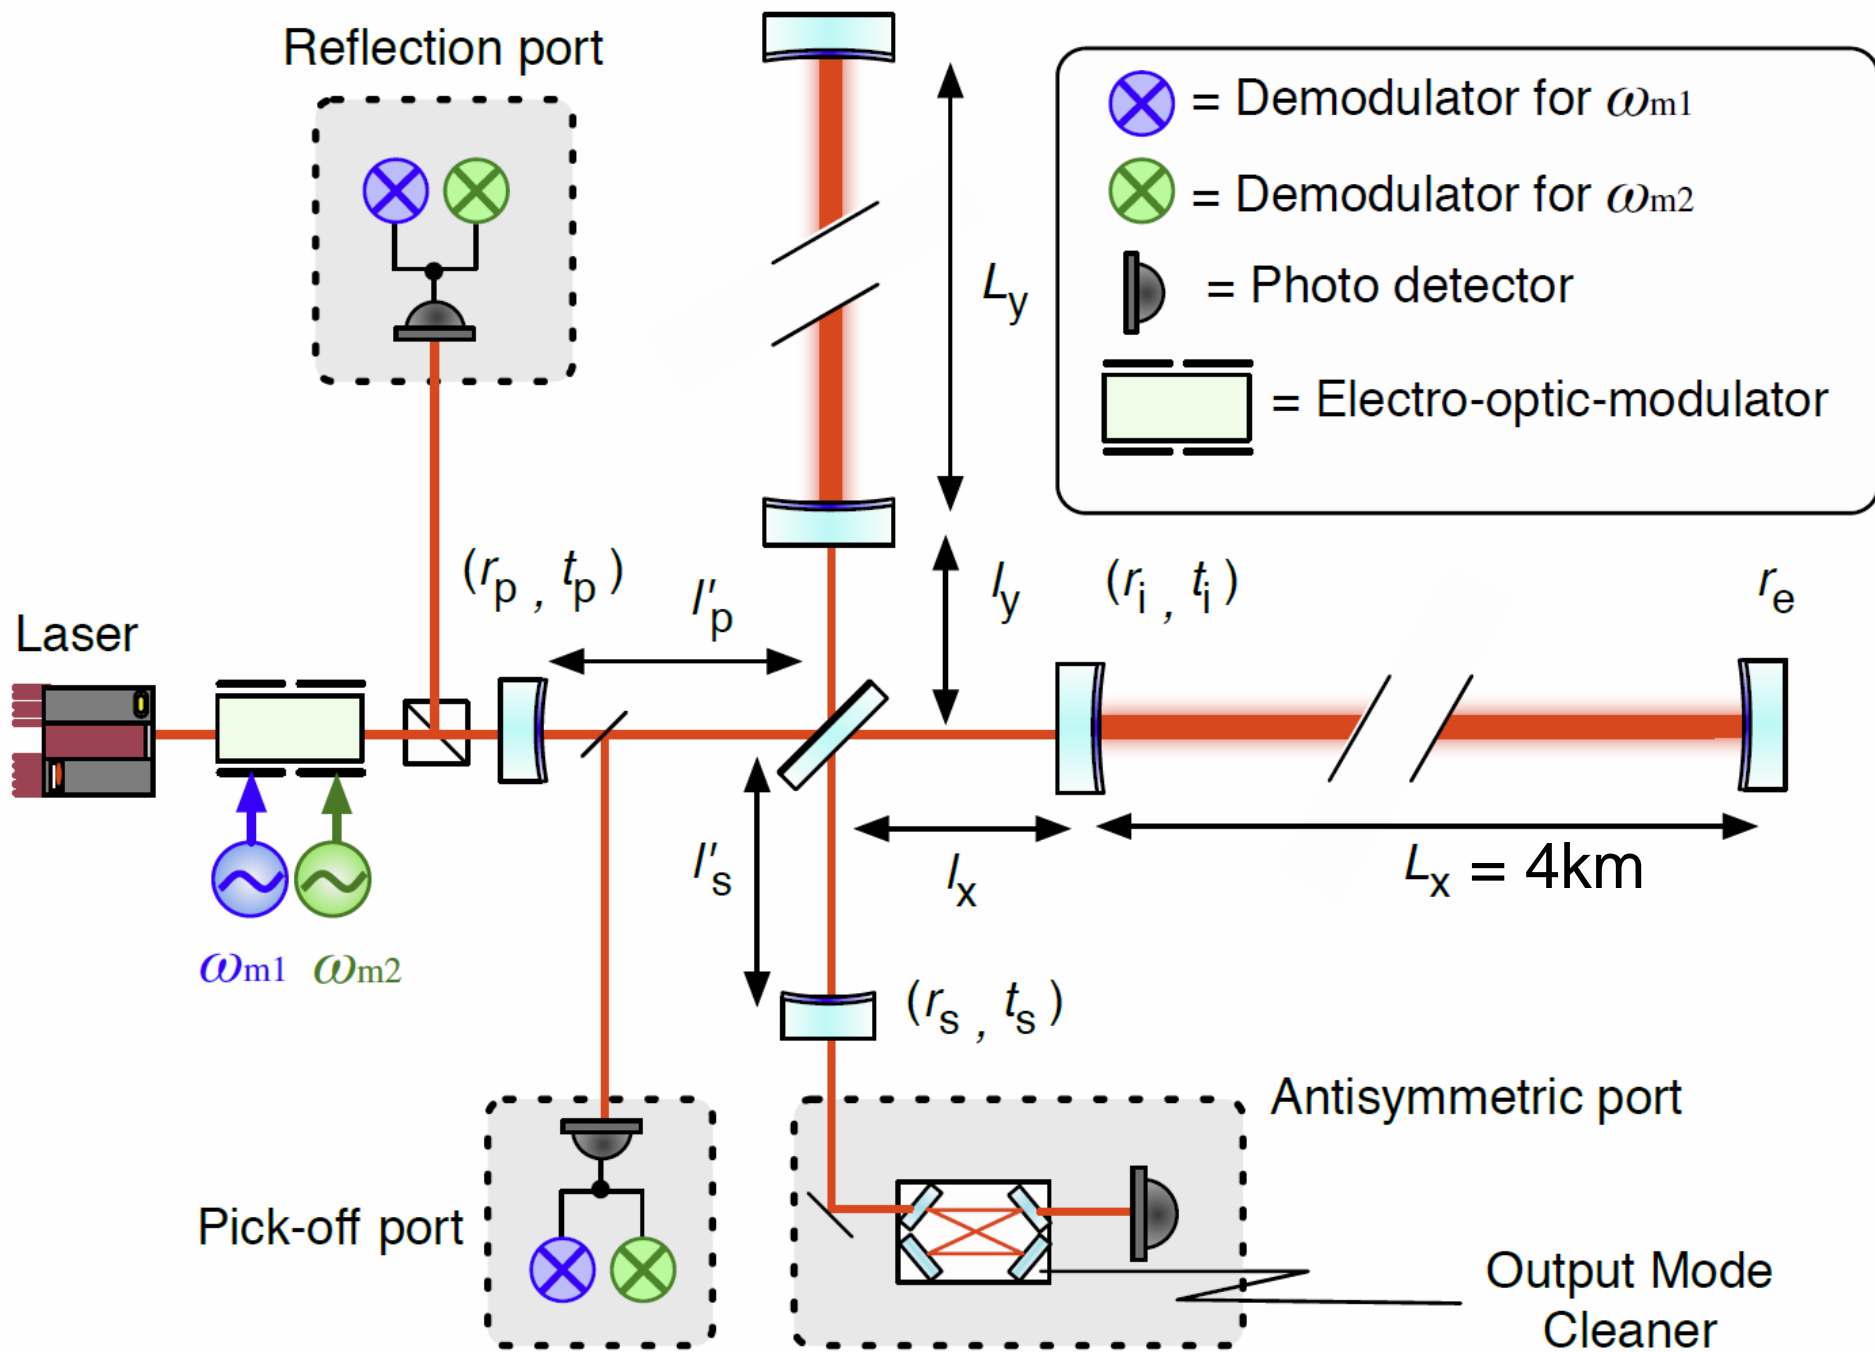 Reflection port
= Demodulator for ωm1
= Demodulator for ωm2
= Photo detector
= Electro-optic-modulator
Ly
(rp , tp)
l′p
ly
(ri , ti)
re
Laser
l′s
lx
Lx = 4km
ωm1 ωm2
(rs , ts)
Antisymmetric port
Pick-off port
Output Mode
Cleaner